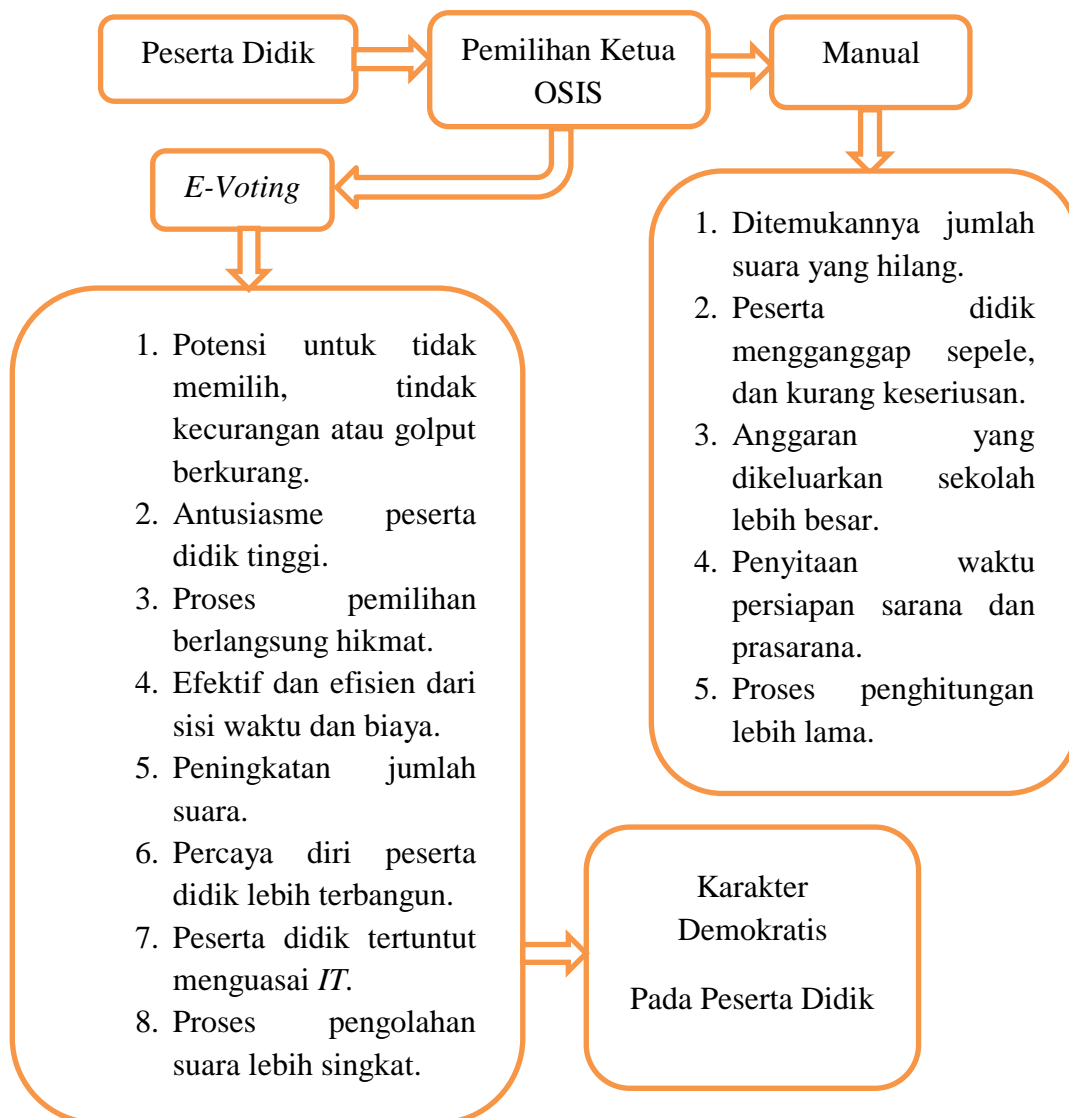 Peserta Didik
Pemilihan Ketua
OSIS
Manual
E-Voting
1. Ditemukannya jumlah
suara yang hilang.
2. Peserta didik
mengganggap sepele,
dan kurang keseriusan.
3. Anggaran yang
dikeluarkan sekolah
lebih besar.
4. Penyitaan waktu
persiapan sarana dan
prasarana.
5. Proses penghitungan
lebih lama.
1. Potensi untuk tidak
memilih, tindak
kecurangan atau golput
berkurang.
2. Antusiasme peserta
didik tinggi.
3. Proses pemilihan
berlangsung hikmat.
4. Efektif dan efisien dari
sisi waktu dan biaya.
5. Peningkatan jumlah
suara.
6. Percaya diri peserta
didik lebih terbangun.
7. Peserta didik tertuntut
menguasai IT.
8. Proses pengolahan
suara lebih singkat.
Karakter
Demokratis
Pada Peserta Didik